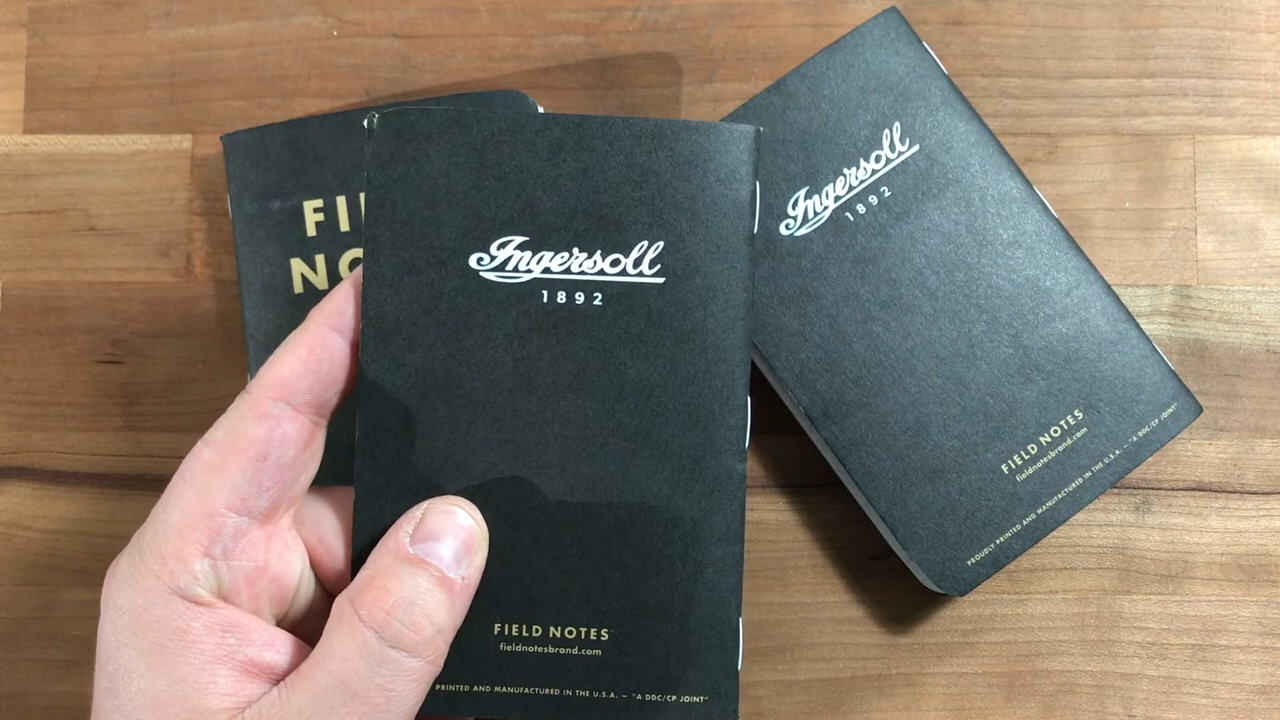 FI
NO
Ingersoll
1892
FIELD NOTES
fieldnotesbrand.com
PRINTED AND MANUFACTURED IN THE U.S.A. – "A DDC/CP JOINT"
Ingersoll
1892
FIELD NOTES
fieldnotesbrand.com
PROUDLY PRINTED AND MANUFACTURED IN THE U.S.A. – "A DDC/CP JOINT"